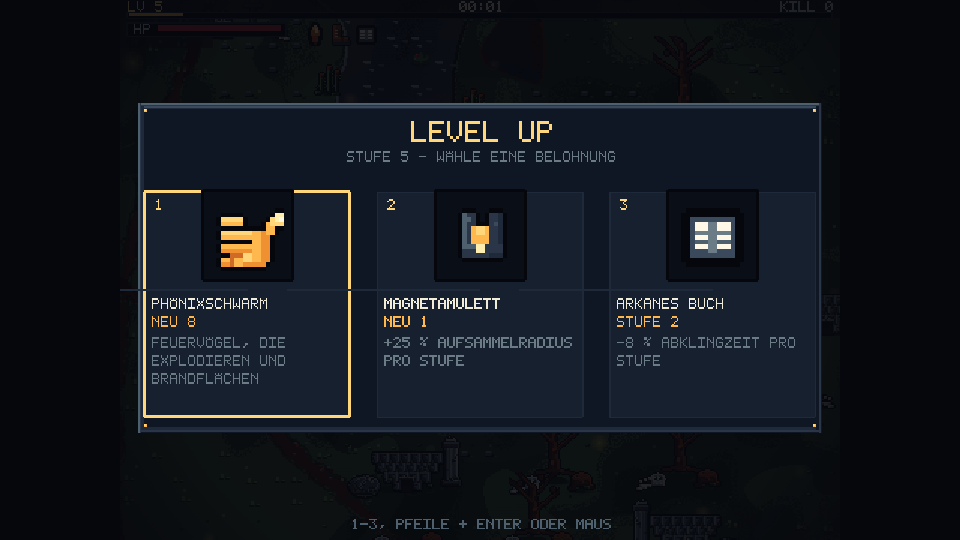 LV 5
00:01
KILL 0
HP
LEVEL UP
STUFE 5 - WÄHLE EINE BELOHNUNG
1
2
3
PHÖNIXSCHWARM
NEU 8
FEUERVÖGEL, DIE
EXPLODIEREN UND
BRANDFLÄCHEN
MAGNETAMULETT
NEU 1
+25 % AUFSAMMELRADIUS
PRO STUFE
ARKANES BUCH
STUFE 2
-8 % ABKLINGZEIT PRO
STUFE
1-3, PFEILE + ENTER ODER MAUS